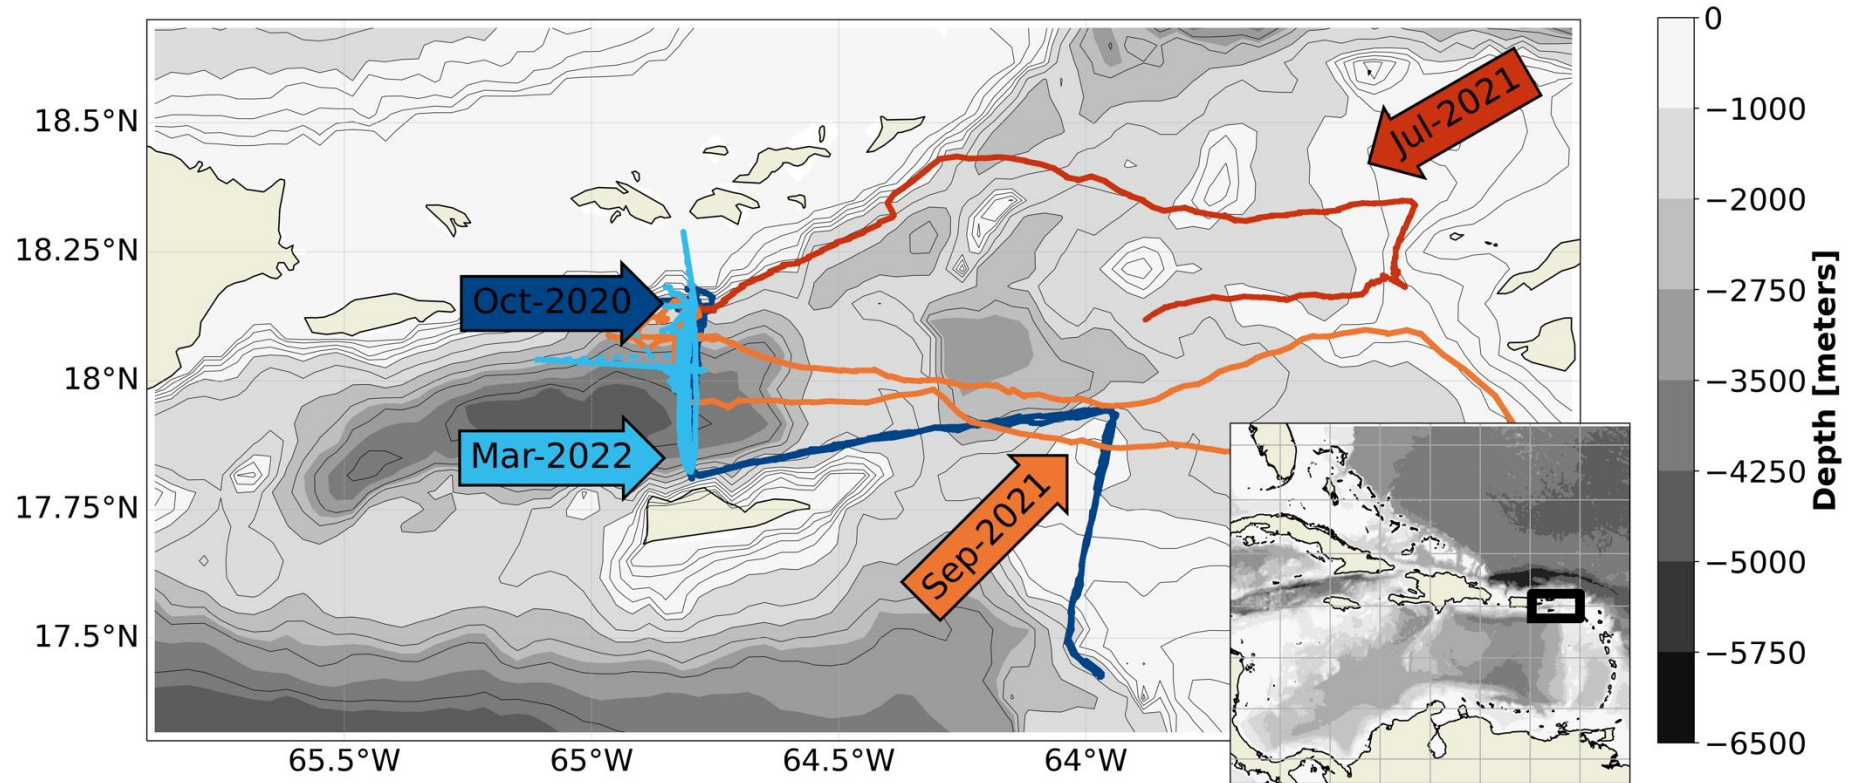 0
Jul-2021
18.5°N
−1000
−2000
18.25°N
Oct-2020
−2750
18°N
−3500
Mar-2022
−4250
17.75°N
Sep-2021
−5000
17.5°N
−5750
−6500
65.5°W
65°W
64.5°W
64°W
Depth [meters]